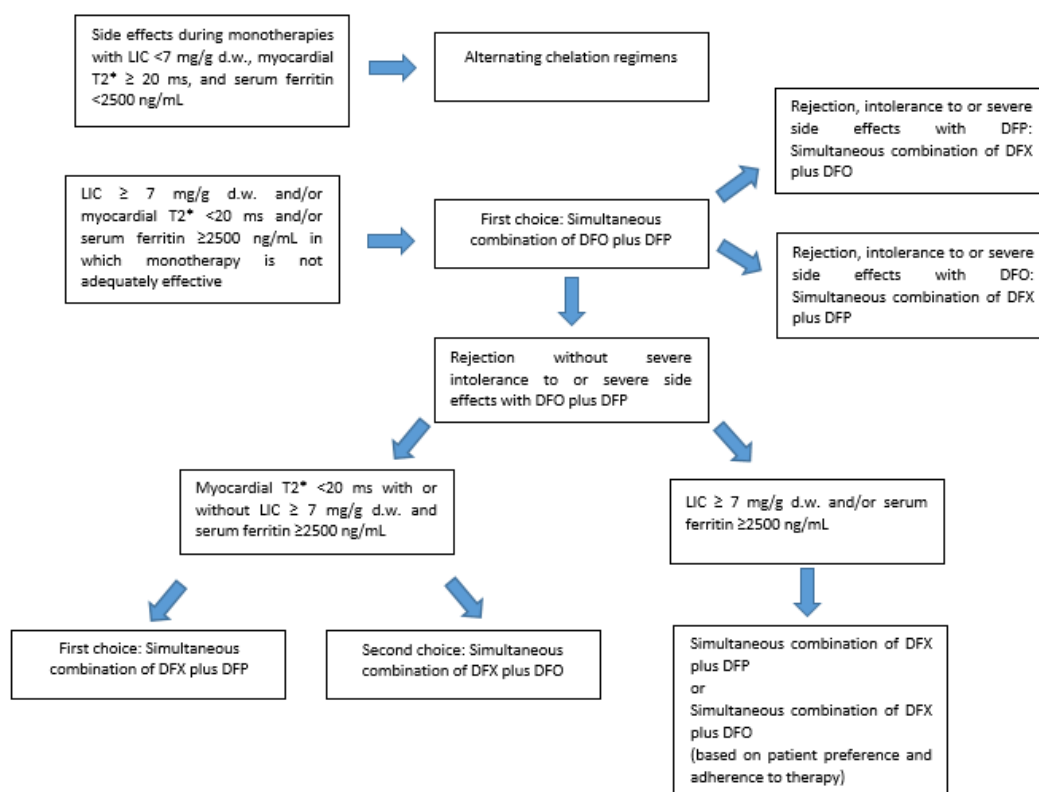 Side effects during monotherapies
with LIC <7 mg/g d.w., myocardial
T2* ≥ 20 ms, and serum ferritin
<2500 ng/mL
Alternating chelation regimens
Rejection, intolerance to or severe
side effects with DFP:
Simultaneous combination of DFX
plus DFO
LIC ≥ 7 mg/g d.w. and/or
myocardial T2* <20 ms and/or
serum ferritin ≥2500 ng/mL in
which monotherapy is not
adequately effective
First choice: Simultaneous
combination of DFO plus DFP
Rejection, intolerance to or severe
side effects with DFO:
Simultaneous combination of DFX
plus DFP
Rejection without severe
intolerance to or severe side
effects with DFO plus DFP
Myocardial T2* <20 ms with or
without LIC ≥ 7 mg/g d.w. and
serum ferritin ≥2500 ng/mL
LIC ≥ 7 mg/g d.w. and/or serum
ferritin ≥2500 ng/mL
First choice: Simultaneous
combination of DFX plus DFP
Second choice: Simultaneous
combination of DFX plus DFO
Simultaneous combination of DFX
plus DFP
or
Simultaneous combination of DFX
plus DFO
(based on patient preference and
adherence to therapy)